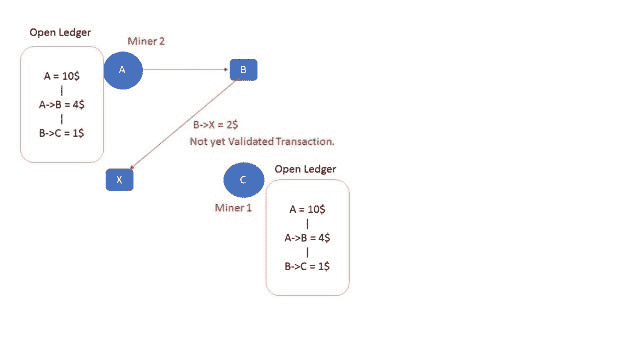 Open Ledger
Miner 2
A = 10$
|
A->B = 4$
|
B->C = 1$
A
B
B->X = 2$
Not yet Validated Transaction.
X
C
Miner 1
Open Ledger
A = 10$
|
A->B = 4$
|
B->C = 1$